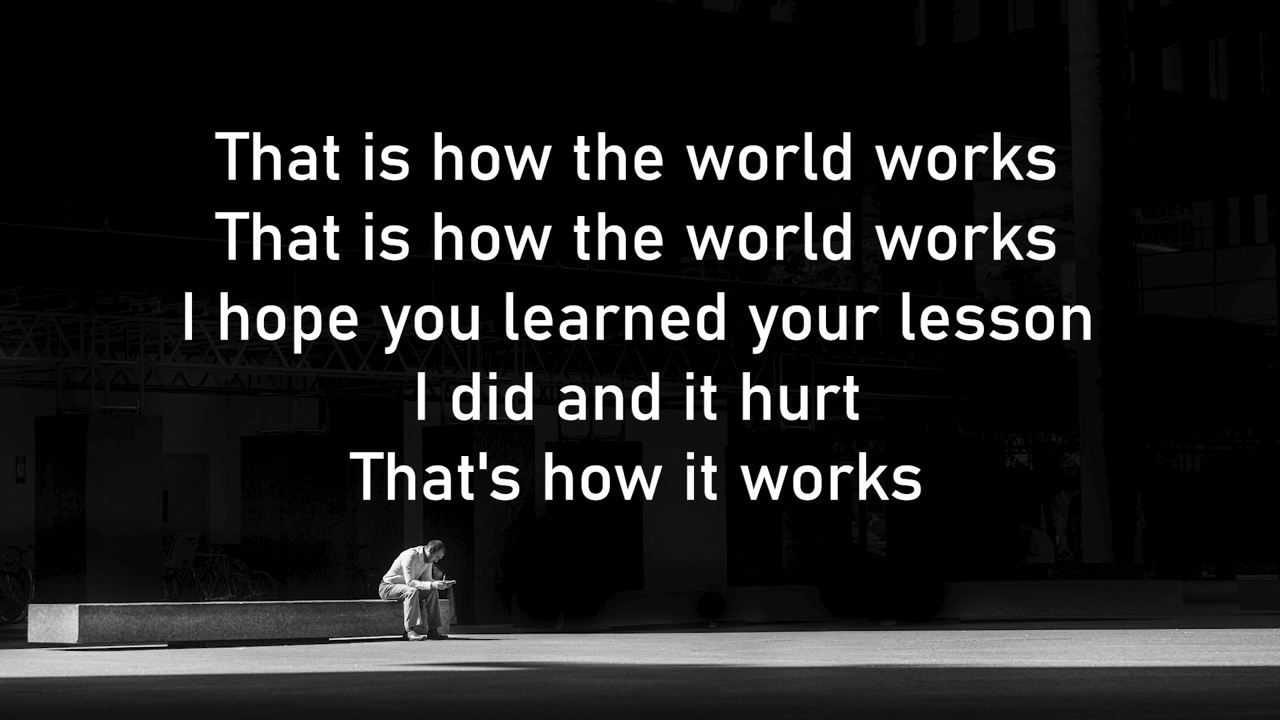 That is how the world works
That is how the world works
I hope you learned your lesson
I did and it hurt
That's how it works